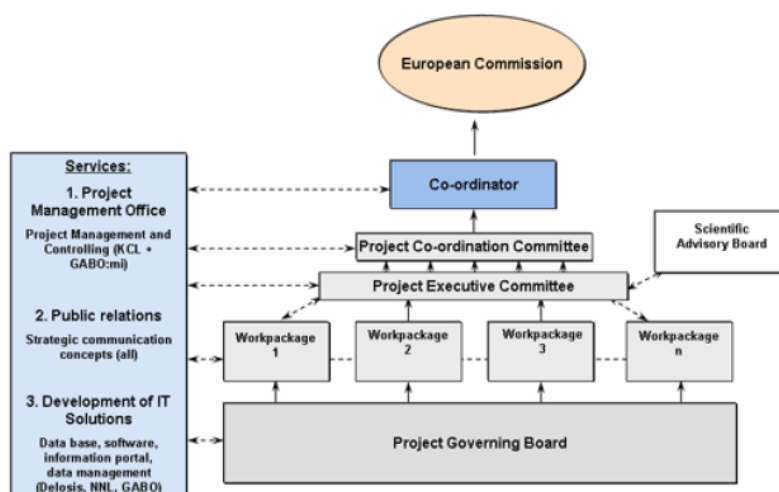 European Commission
Services:
1. Project
Management Office
Project Management and
Controlling (KCL +
GABO:mi)
2. Public relations
Strategic communication
concepts (all)
3. Development of IT
Solutions
Data base, software,
information portal,
data management
(Delosis, NNL, GABO)
Co-ordinator
Project Co-ordination Committee
Scientific
Advisory Board
Project Executive Committee
Workpackage
1
Workpackage
2
Workpackage
3
Workpackage
n
Project Governing Board